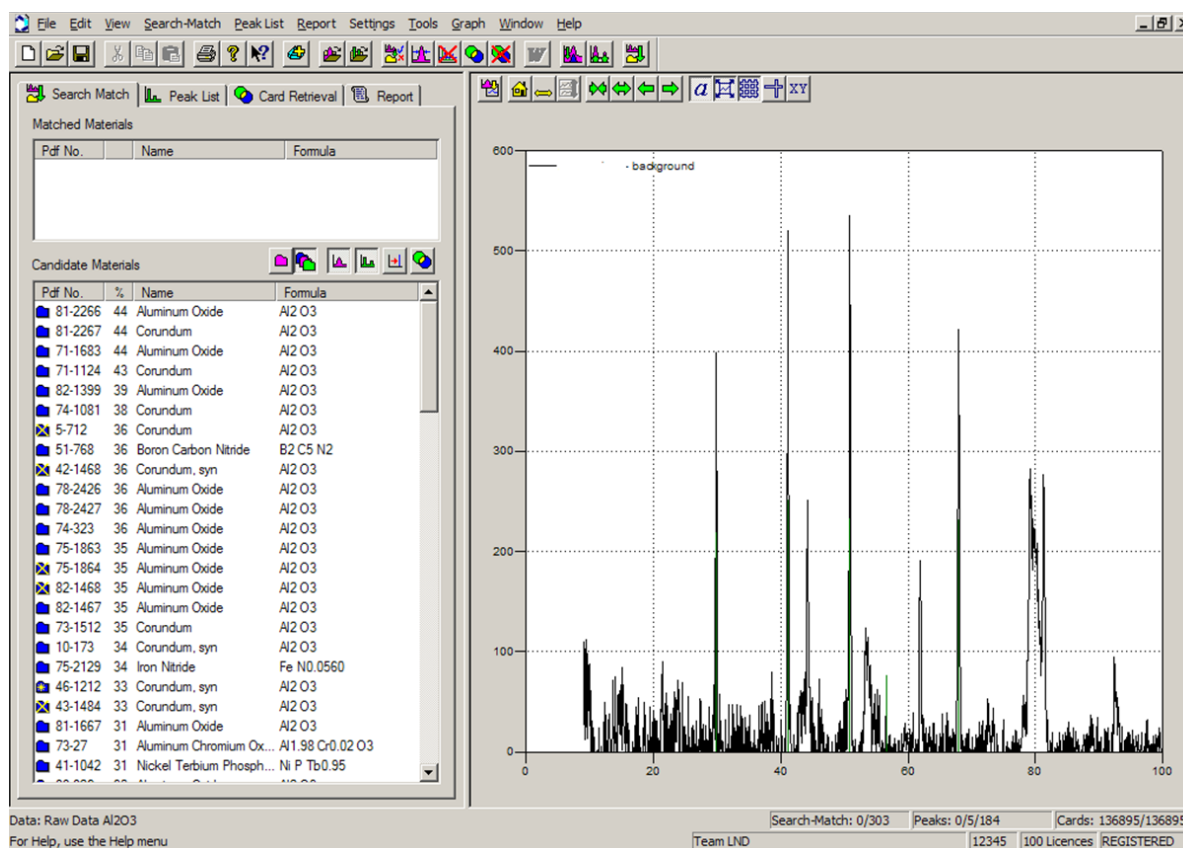 File Edit View Search-Match Peak List Report Settings Tools Graph Window Help
Search Match Peak List Card Retrieval Report
Matched Materials
Pdf No. Name Formula
Candidate Materials
Pdf No. % Name Formula
81-2266 44 Aluminum Oxide Al2 O3
81-2267 44 Corundum Al2 O3
71-1683 44 Aluminum Oxide Al2 O3
71-1124 43 Corundum Al2 O3
82-1399 39 Aluminum Oxide Al2 O3
74-1081 38 Corundum Al2 O3
5-712 36 Corundum Al2 O3
51-768 36 Boron Carbon Nitride B2 C5 N2
42-1468 36 Corundum, syn Al2 O3
78-2426 36 Aluminum Oxide Al2 O3
78-2427 36 Aluminum Oxide Al2 O3
74-323 36 Aluminum Oxide Al2 O3
75-1863 35 Aluminum Oxide Al2 O3
75-1864 35 Aluminum Oxide Al2 O3
82-1468 35 Aluminum Oxide Al2 O3
82-1467 35 Aluminum Oxide Al2 O3
73-1512 35 Corundum Al2 O3
10-173 34 Corundum, syn Al2 O3
75-2129 34 Iron Nitride Fe N0.0560
46-1212 33 Corundum, syn Al2 O3
43-1484 33 Corundum, syn Al2 O3
81-1667 31 Aluminum Oxide Al2 O3
73-27 31 Aluminum Chromium Ox... Al1.98 Cr0.02 O3
41-1042 31 Nickel Terbium Phosph... Ni P Tb0.95
a XY
- background
600
500
400
300
200
100
0
0 20 40 60 80 100
Data: Raw Data Al2O3
Search-Match: 0/303 Peaks: 0/5/184 Cards: 136895/136895
For Help, use the Help menu
Team LND 12345 100 Licences REGISTERED